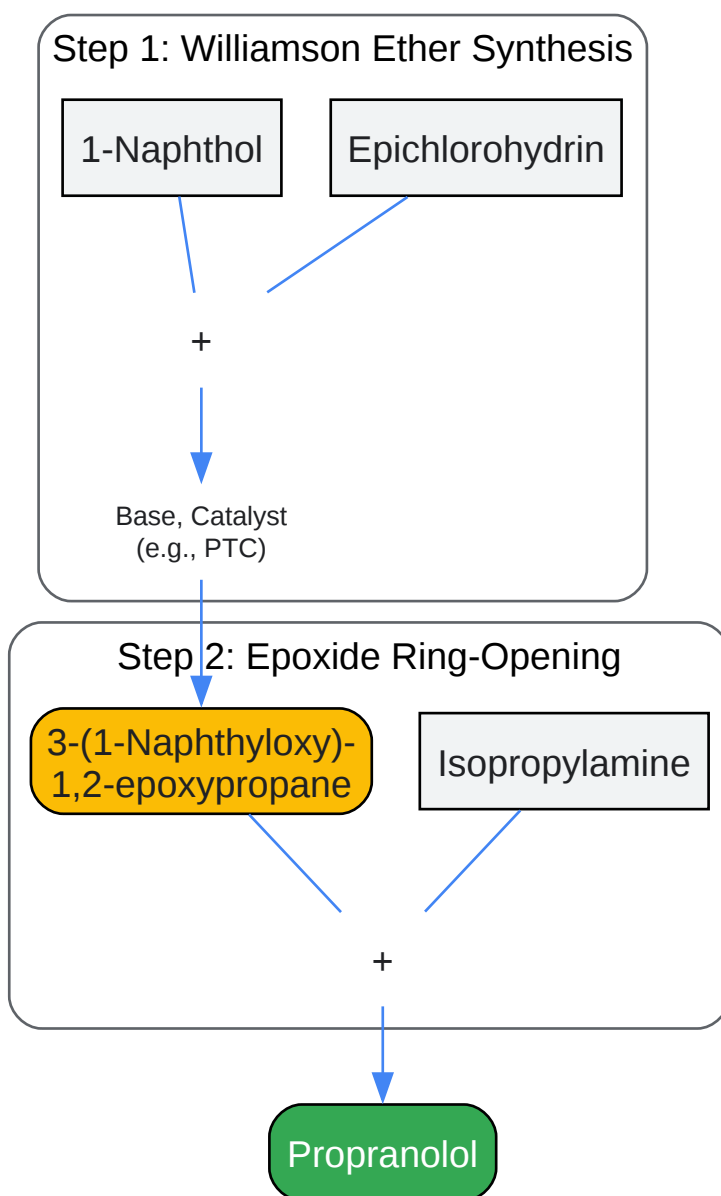 Step 1: Williamson Ether Synthesis
1-Naphthol
Epichlorohydrin
+
Base, Catalyst
(e.g., PTC)
Step 2: Epoxide Ring-Opening
3-(1-Naphthyloxy)-
1,2-epoxypropane
Isopropylamine
+
Propranolol